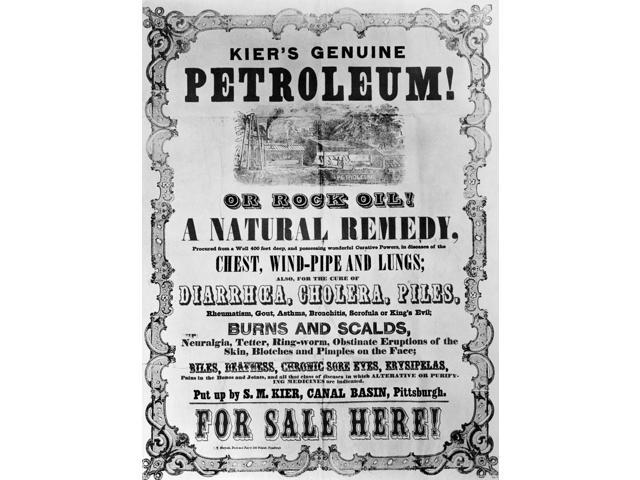 KIER'S GENUINE
PETROLEUM!
PETROLEUM
OR ROCK OIL!
A NATURAL REMEDY,
Procured from a Well 400 feet deep, and possessing wonderful Curative Powers, in diseases of the
CHEST, WIND-PIPE AND LUNGS;
ALSO, FOR THE CURE OF
DIARRHŒA, CHOLERA, PILES,
Rheumatism, Gout, Asthma, Bronchitis, Scrofula or King's Evil;
BURNS AND SCALDS,
Neuralgia, Tetter, Ring-worm, Obstinate Eruptions of the
Skin, Blotches and Pimples on the Face;
BILES, DEAFNESS, CHRONIC SORE EYES, ERYSIPELAS,
Pains in the Bones and Joints, and all that class of diseases in which ALTERATIVE OR PURIFY-
ING MEDICINES are indicated.
Put up by S. M. KIER, CANAL BASIN, Pittsburgh.
FOR SALE HERE!